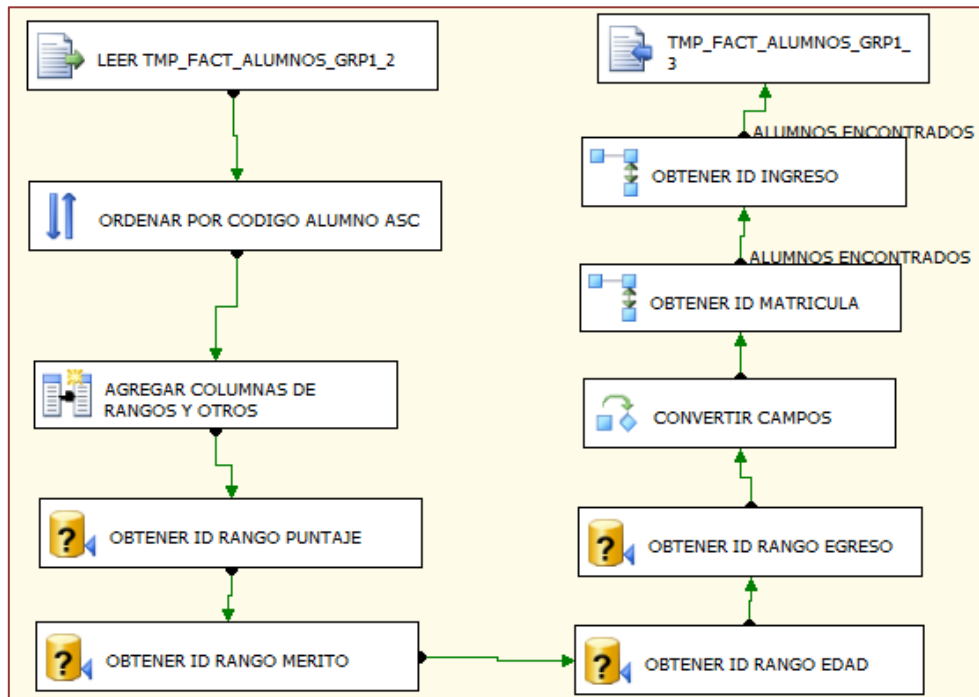 LEER TMP_FACT_ALUMNOS_GRP1_2
ORDENAR POR CODIGO ALUMNO ASC
AGREGAR COLUMNAS DE
RANGOS Y OTROS
OBTENER ID RANGO PUNTAJE
OBTENER ID RANGO MERITO
OBTENER ID RANGO EDAD
OBTENER ID RANGO EGRESO
CONVERTIR CAMPOS
OBTENER ID MATRICULA
ALUMNOS ENCONTRADOS
OBTENER ID INGRESO
ALUMNOS ENCONTRADOS
TMP_FACT_ALUMNOS_GRP1_
3